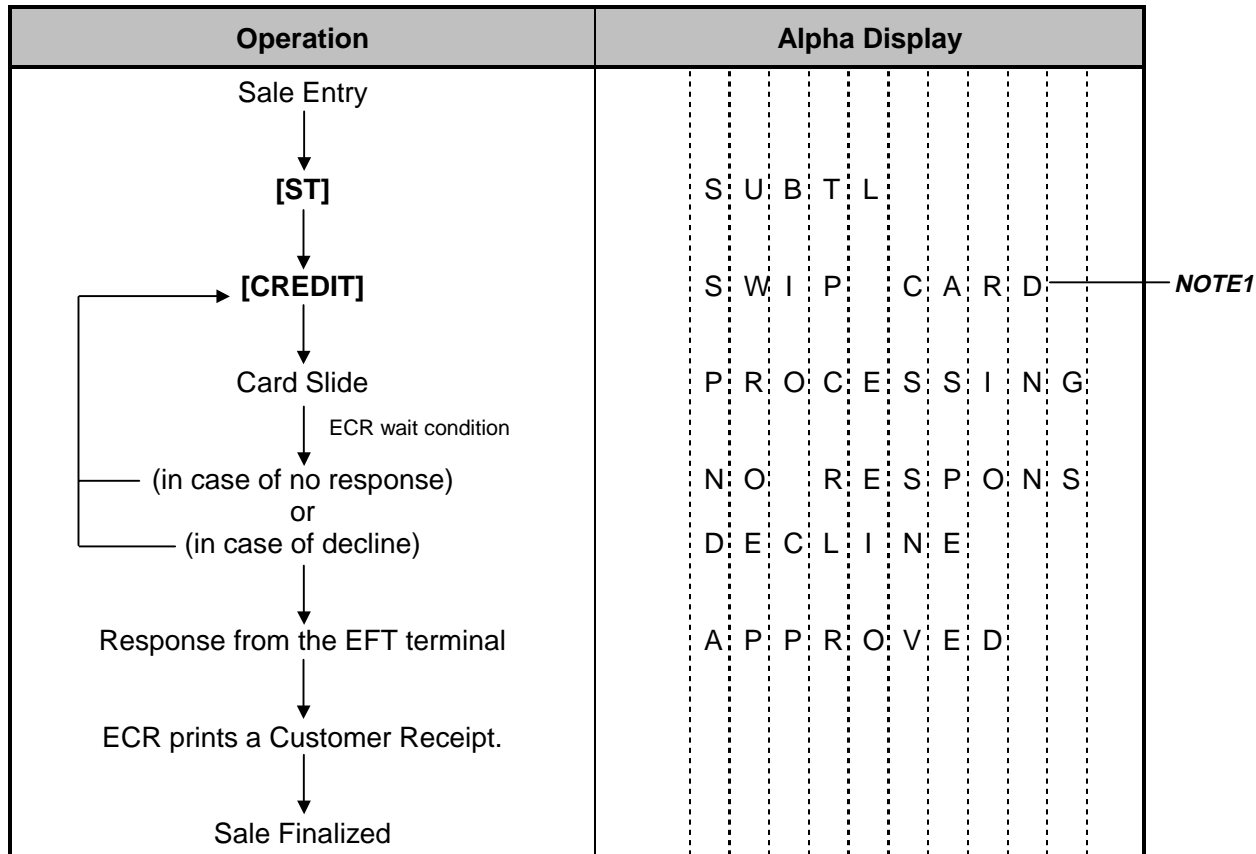 Operation Alpha Display
Sale Entry
[ST] SUBTL
[CREDIT] SWIP CARD NOTE1
Card Slide PROCESSING
ECR wait condition
(in case of no response) NO RESPONS
or
(in case of decline) DECLINE
Response from the EFT terminal APPROVED
ECR prints a Customer Receipt.
Sale Finalized